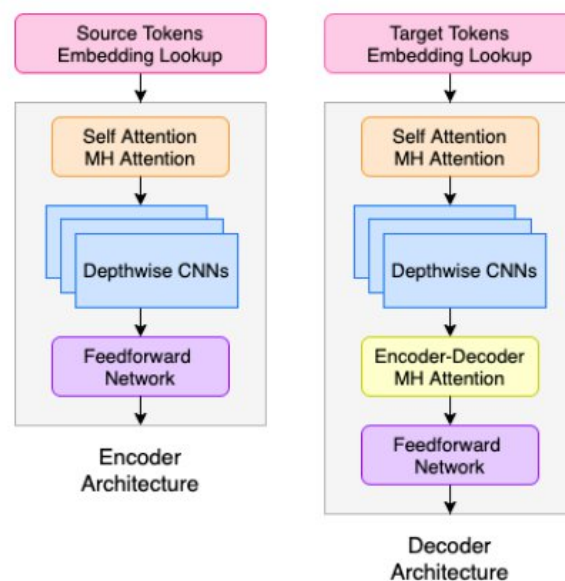 Source Tokens
Embedding Lookup
Self Attention
MH Attention
Depthwise CNNs
Feedforward
Network
Encoder
Architecture
Target Tokens
Embedding Lookup
Self Attention
MH Attention
Depthwise CNNs
Encoder-Decoder
MH Attention
Feedforward
Network
Decoder
Architecture